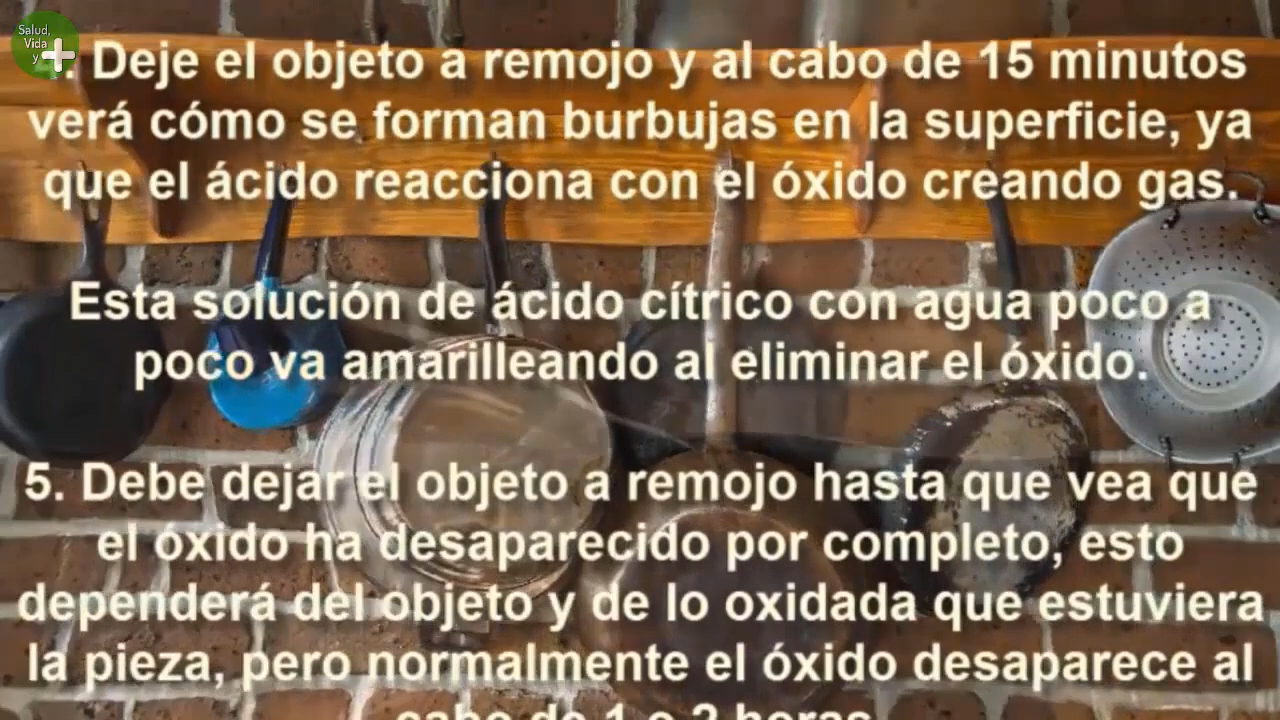 Salud,
Vida
y +
4. Deje el objeto a remojo y al cabo de 15 minutos
verá cómo se forman burbujas en la superficie, ya
que el ácido reacciona con el óxido creando gas.
Esta solución de ácido cítrico con agua poco a
poco va amarilleando al eliminar el óxido.
5. Debe dejar el objeto a remojo hasta que vea que
el óxido ha desaparecido por completo, esto
dependerá del objeto y de lo oxidada que estuviera
la pieza, pero normalmente el óxido desaparece al
cabo de 1 o 2 horas.